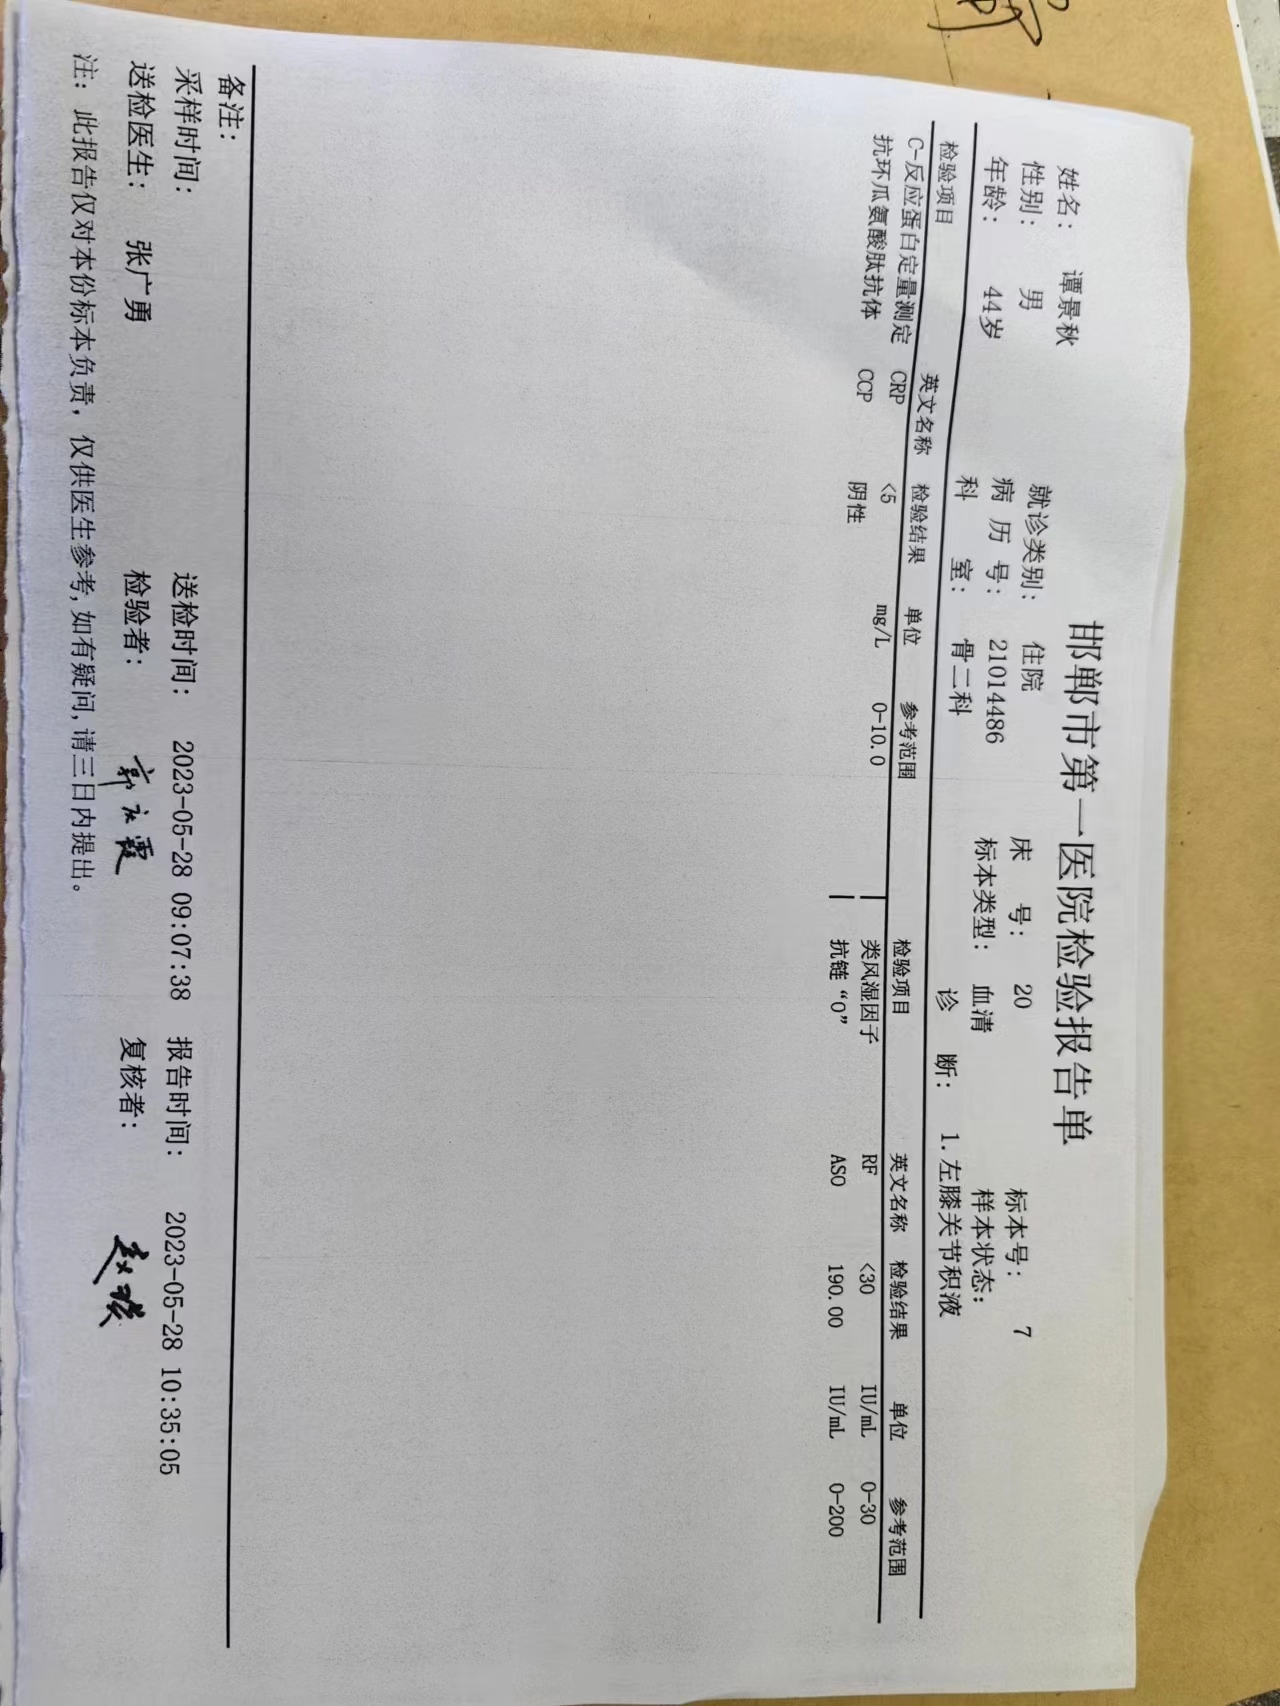 邯郸市第一医院检验报告单
姓名： 谭景秋 就诊类别： 住院 床 号： 20 标本号： 7
性别： 男 病 历 号： 21014486 标本类型： 血清 样本状态：
年龄： 44岁 科 室： 骨二科 诊 断： 1.左膝关节积液
检验项目 英文名称 检验结果 单位 参考范围 检验项目 英文名称 检验结果 单位 参考范围
C-反应蛋白定量测定 CRP <5 mg/L 0-10.0 类风湿因子 RF <30 IU/mL 0-30
抗环瓜氨酸肽抗体 CCP 阴性 抗链“O” ASO 190.00 IU/mL 0-200
备注：
采样时间： 送检时间： 2023-05-28 09:07:38 报告时间： 2023-05-28 10:35:05
送检医生： 张广勇 检验者： 复核者：
注：此报告仅对本份标本负责，仅供医生参考,如有疑问,请三日内提出。